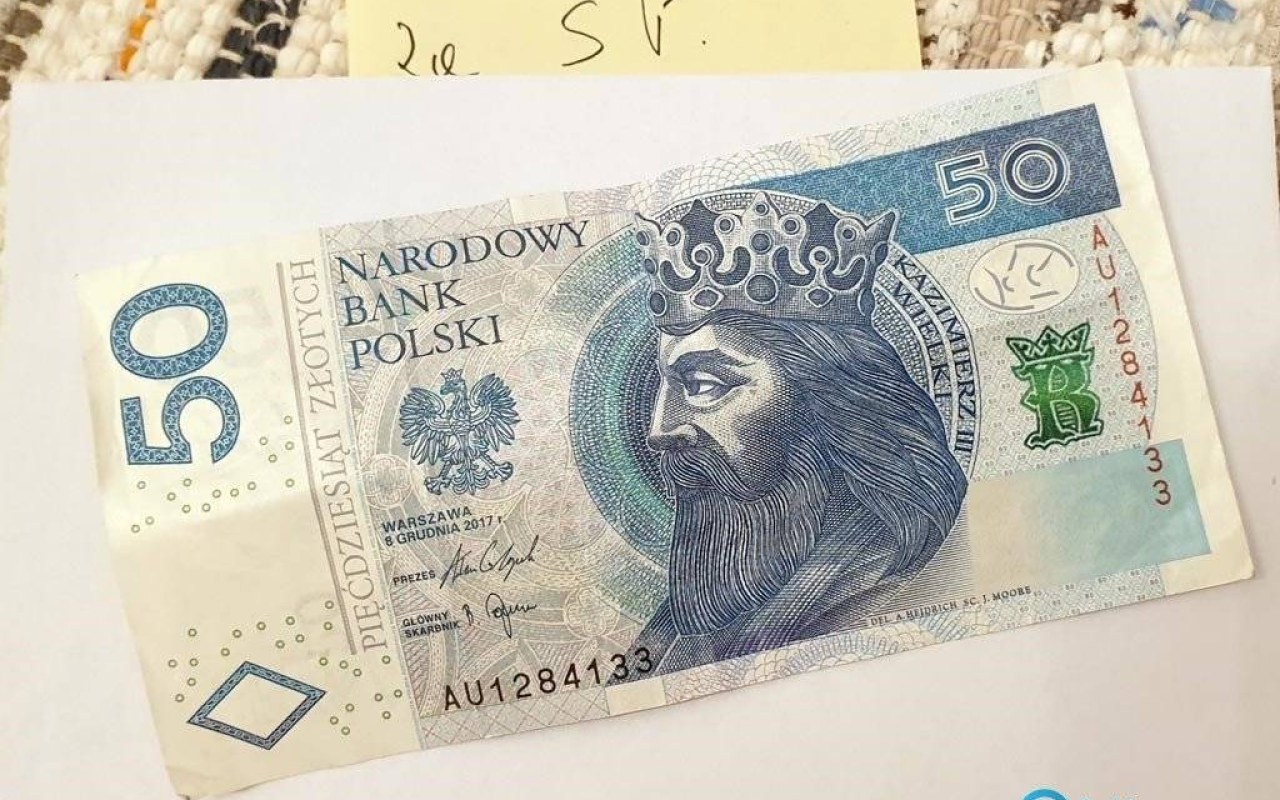 50
NARODOWY
BANK
POLSKI
50
PIĘĆDZIESIĄT ZŁOTYCH
KAZIMIERZ III
WIELKI
AU1284133
WARSZAWA
8 GRUDNIA 2017 r.
PREZES
GŁÓWNY
SKARBNIK
DEL. A. HEIDRICH SC. J. MOORE
AU1284133